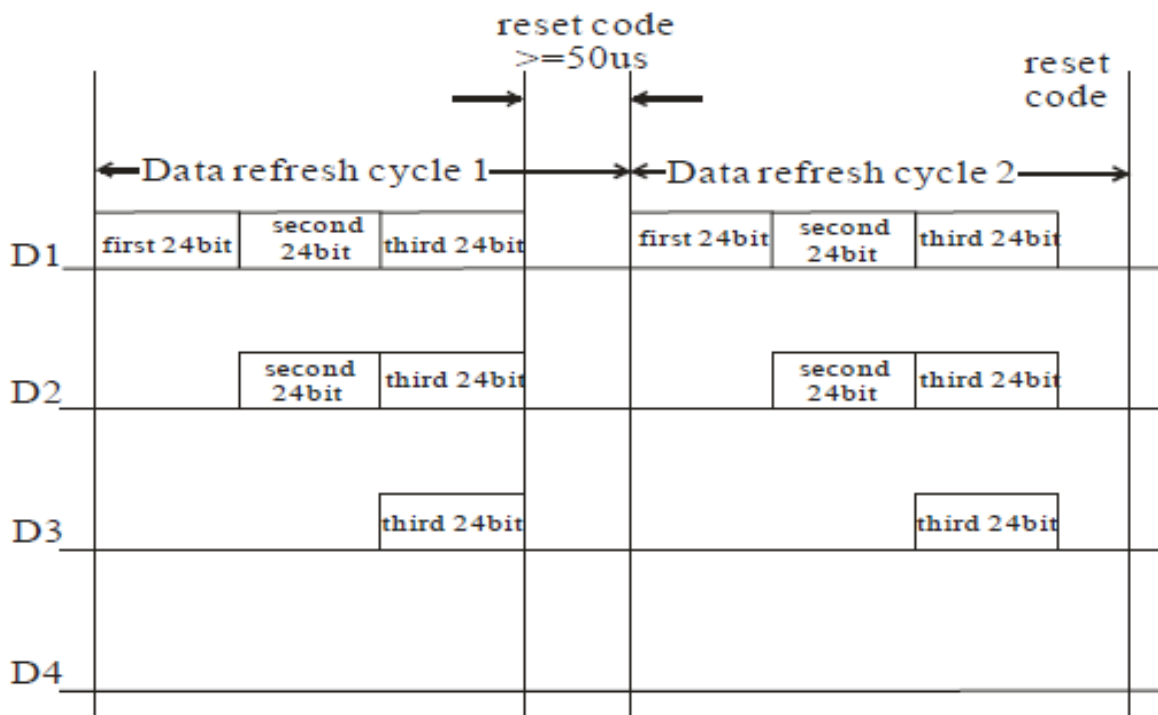 reset code
>=50us
reset
code
Data refresh cycle 1
Data refresh cycle 2
D1
first 24bit
second
24bit
third 24bit
first 24bit
second
24bit
third 24bit
D2
second
24bit
third 24bit
second
24bit
third 24bit
D3
third 24bit
third 24bit
D4